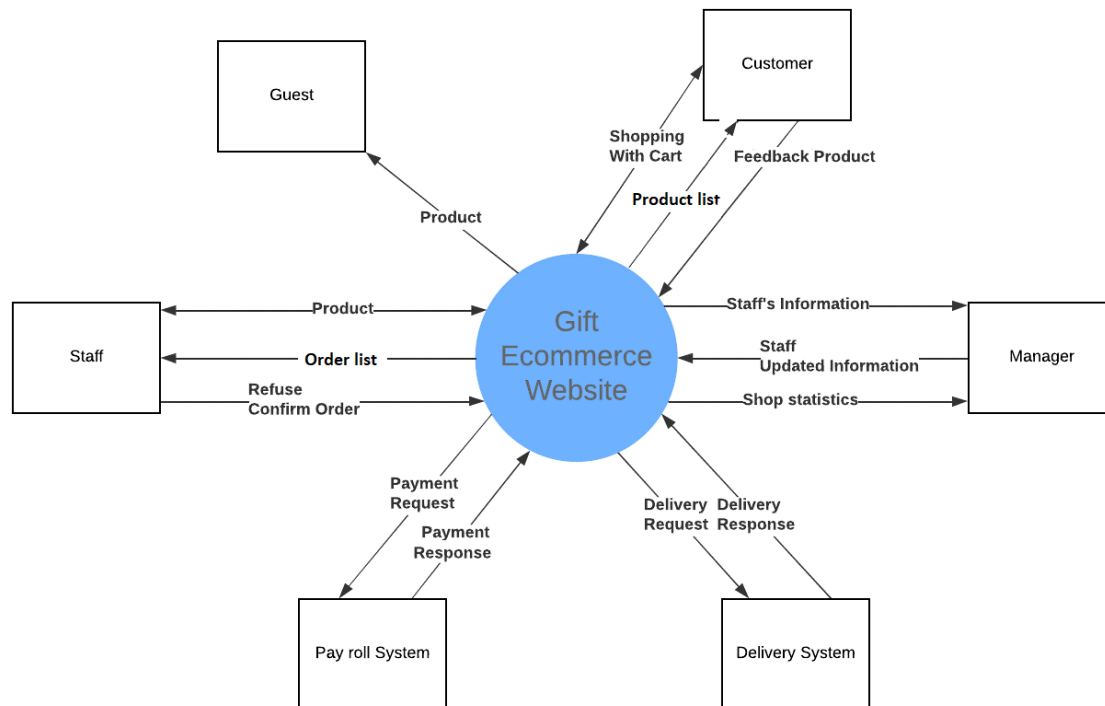 Customer
Guest
Shopping
With Cart
Feedback Product
Product list
Product
Product
Staff
Order list
Refuse
Confirm Order
Gift
Ecommerce
Website
Staff's Information
Staff
Updated Information
Manager
Shop statistics
Payment
Request
Payment
Response
Delivery
Request
Delivery
Response
Pay roll System
Delivery System